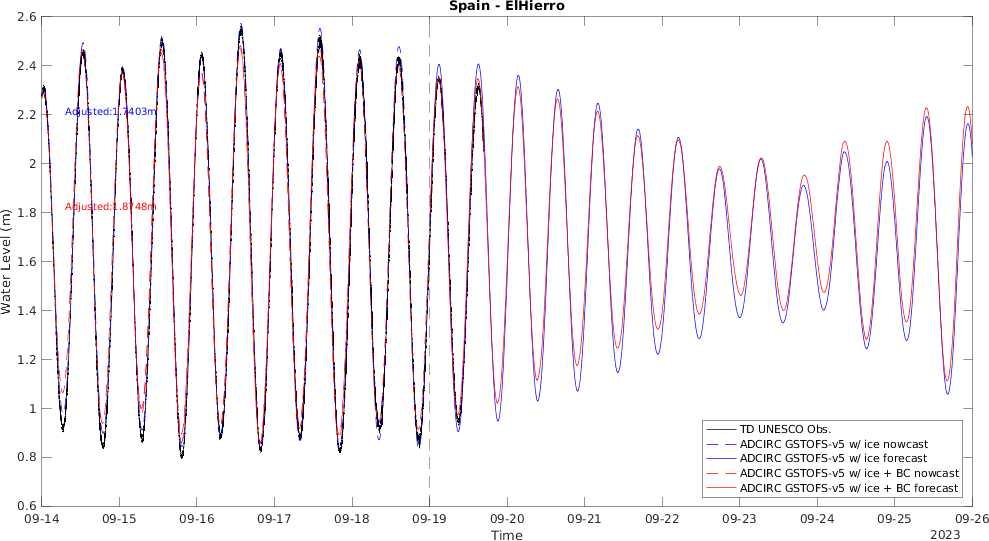 Spain - ElHierro
2.6
2.4
2.2
2
1.8
1.6
1.4
1.2
1
0.8
0.6
Water Level (m)
Adjusted:1.7403m
Adjusted:1.8748m
TD UNESCO Obs.
ADCIRC GSTOFS-v5 w/ ice nowcast
ADCIRC GSTOFS-v5 w/ ice forecast
ADCIRC GSTOFS-v5 w/ ice + BC nowcast
ADCIRC GSTOFS-v5 w/ ice + BC forecast
09-14 09-15 09-16 09-17 09-18 09-19 09-20 09-21 09-22 09-23 09-24 09-25 09-26
Time
2023